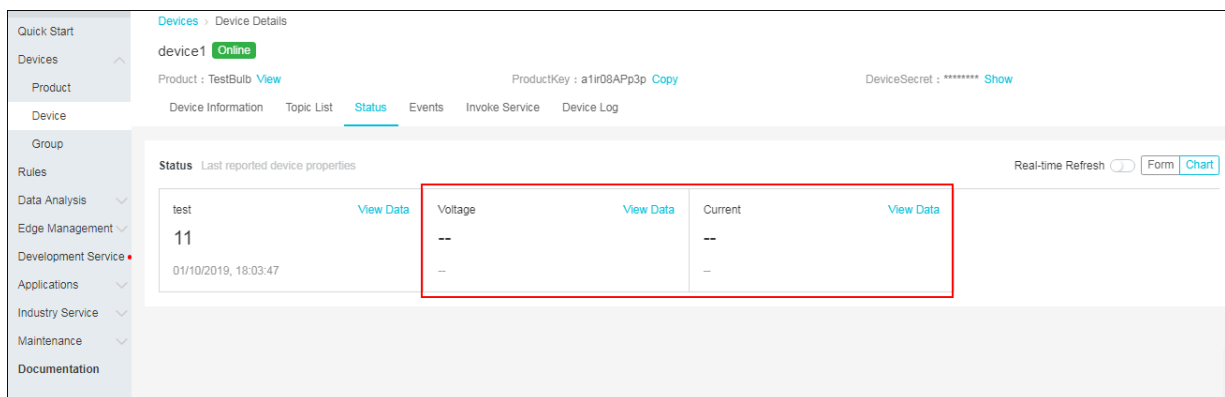 Quick Start
Devices
Product
Device
Group
Rules
Data Analysis
Edge Management
Development Service
Applications
Industry Service
Maintenance
Documentation
Devices > Device Details
device1 Online
Product : TestBulb View ProductKey : a1ir08APp3p Copy DeviceSecret : ******** Show
Device Information Topic List Status Events Invoke Service Device Log
Status Last reported device properties Real-time Refresh Form Chart
test View Data Voltage View Data Current View Data
11 -- --
01/10/2019, 18:03:47 -- --